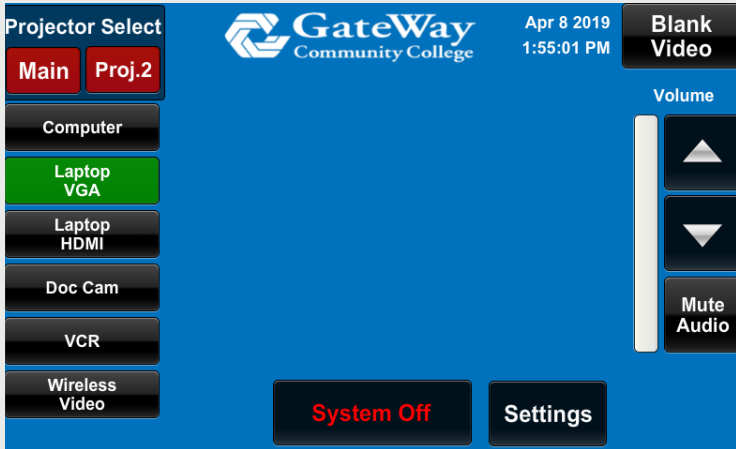 Projector Select
Main
Proj.2
GateWay
Community College
Apr 8 2019
1:55:01 PM
Blank
Video
Volume
Computer
Laptop
VGA
Laptop
HDMI
Doc Cam
VCR
Wireless
Video
Mute
Audio
System Off
Settings